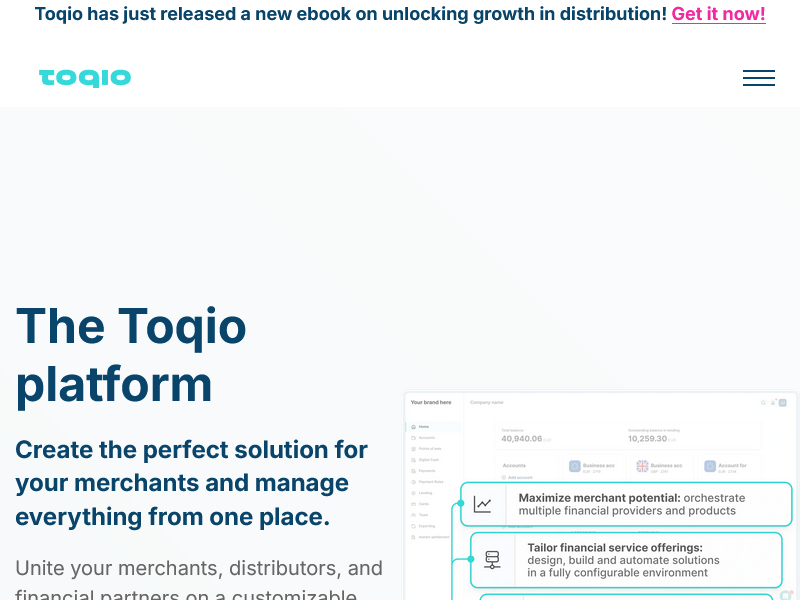 Toqio has just released a new ebook on unlocking growth in distribution! Get it now!
TOQIO
The Toqio
platform
Create the perfect solution for
your merchants and manage
everything from one place.
Unite your merchants, distributors, and
financial partners on a customizable
Your brand here
Company name
Home
Accounts
Payments
Lending
Cards
Total balance
40,940.06
10,259.30
Accounts
Business acc
Business acc
Account for
Add account
Maximize merchant potential: orchestrate
multiple financial providers and products
Tailor financial service offerings:
design, build and automate solutions
in a fully configurable environment